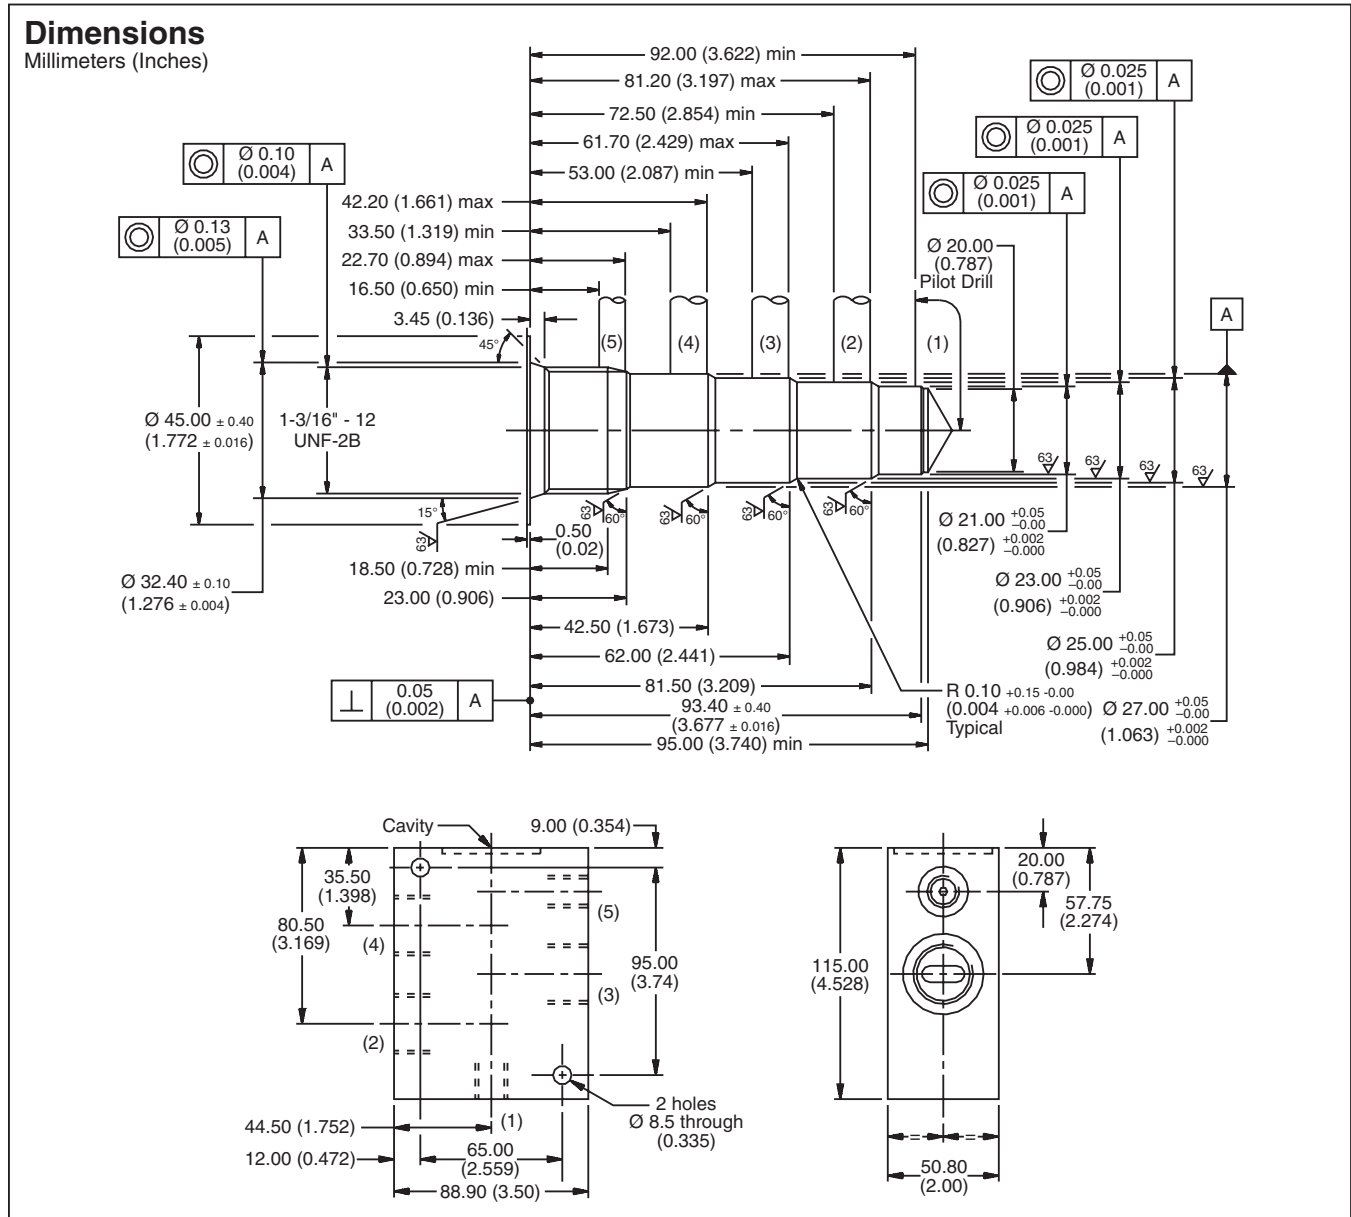 Dimensions
Millimeters (Inches)
92.00 (3.622) min
81.20 (3.197) max
72.50 (2.854) min
61.70 (2.429) max
53.00 (2.087) min
42.20 (1.661) max
33.50 (1.319) min
22.70 (0.894) max
16.50 (0.650) min
3.45 (0.136)
Ø 0.025
(0.001)
A
Ø 0.025
(0.001)
A
Ø 0.025
(0.001)
A
Ø 0.10
(0.004)
A
Ø 0.13
(0.005)
A
Ø 20.00
(0.787)
Pilot Drill
A
45°
(5)
(4)
(3)
(2)
(1)
Ø 45.00 ± 0.40
(1.772 ± 0.016)
1-3/16" - 12
UNF-2B
63
63
63
63
15°
63
63
60°
63
60°
63
60°
63
60°
0.50
(0.02)
Ø 21.00 +0.05 –0.00
(0.827) +0.002 –0.000
Ø 32.40 ± 0.10
(1.276 ± 0.004)
18.50 (0.728) min
23.00 (0.906)
Ø 23.00 +0.05 –0.00
(0.906) +0.002 –0.000
42.50 (1.673)
62.00 (2.441)
Ø 25.00 +0.05 –0.00
(0.984) +0.002 –0.000
81.50 (3.209)
⊥
0.05
(0.002)
A
93.40 ± 0.40
(3.677 ± 0.016)
95.00 (3.740) min
R 0.10 +0.15 -0.00
(0.004 +0.006 -0.000)
Typical
Ø 27.00 +0.05 –0.00
(1.063) +0.002 –0.000
Cavity
9.00 (0.354)
35.50
(1.398)
80.50
(3.169)
(4)
(2)
(5)
(3)
95.00
(3.74)
(1)
2 holes
Ø 8.5 through
(0.335)
44.50 (1.752)
12.00 (0.472)
65.00
(2.559)
88.90 (3.50)
20.00
(0.787)
57.75
(2.274)
115.00
(4.528)
=
=
50.80
(2.00)